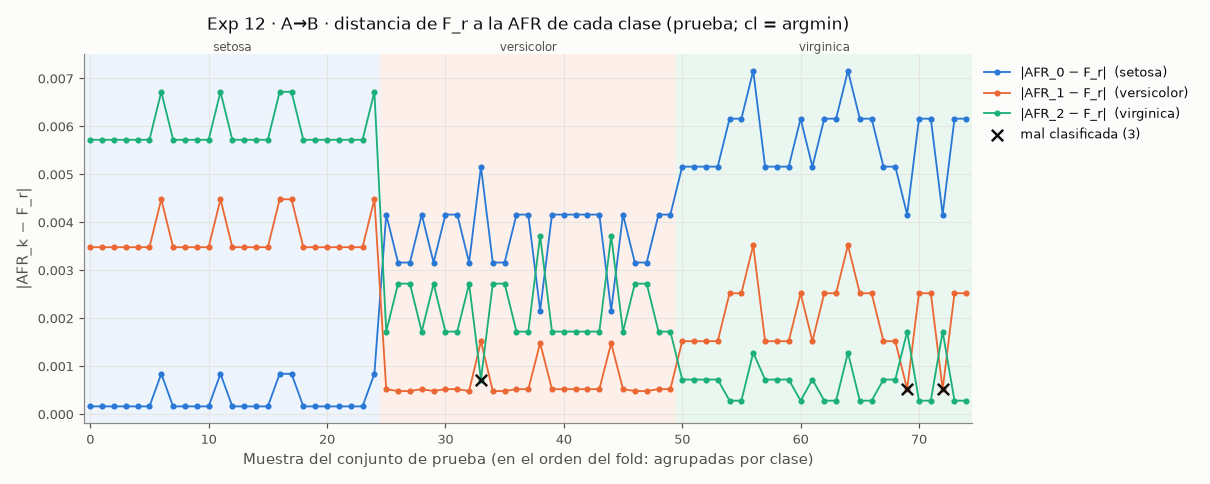 Exp 12 · A→B · distancia de F_r a la AFR de cada clase (prueba; cl = argmin)
setosa
versicolor
virginica
|AFR_0 − F_r| (setosa)
|AFR_1 − F_r| (versicolor)
|AFR_2 − F_r| (virginica)
mal clasificada (3)
|AFR_k − F_r|
0.007
0.006
0.005
0.004
0.003
0.002
0.001
0.000
0
10
20
30
40
50
60
70
Muestra del conjunto de prueba (en el orden del fold: agrupadas por clase)